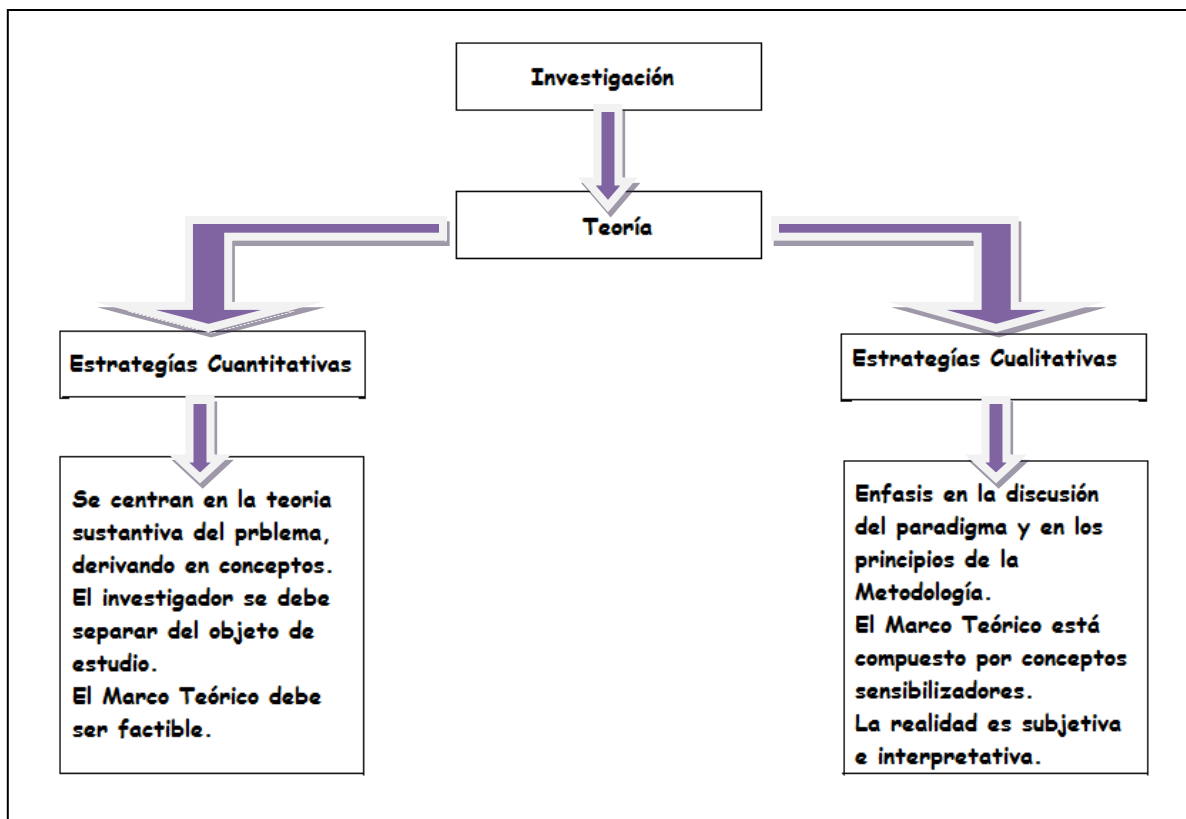 Investigación
Teoría
Estrategías Cuantitativas
Estrategías Cualitativas
Se centran en la teoria
sustantiva del prblema,
derivando en conceptos.
El investigador se debe
separar del objeto de
estudio.
El Marco Teórico debe
ser factible.
Enfasis en la discusión
del paradigma y en los
principios de la
Metodología.
El Marco Teórico está
compuesto por conceptos
sensibilizadores.
La realidad es subjetiva
e interpretativa.